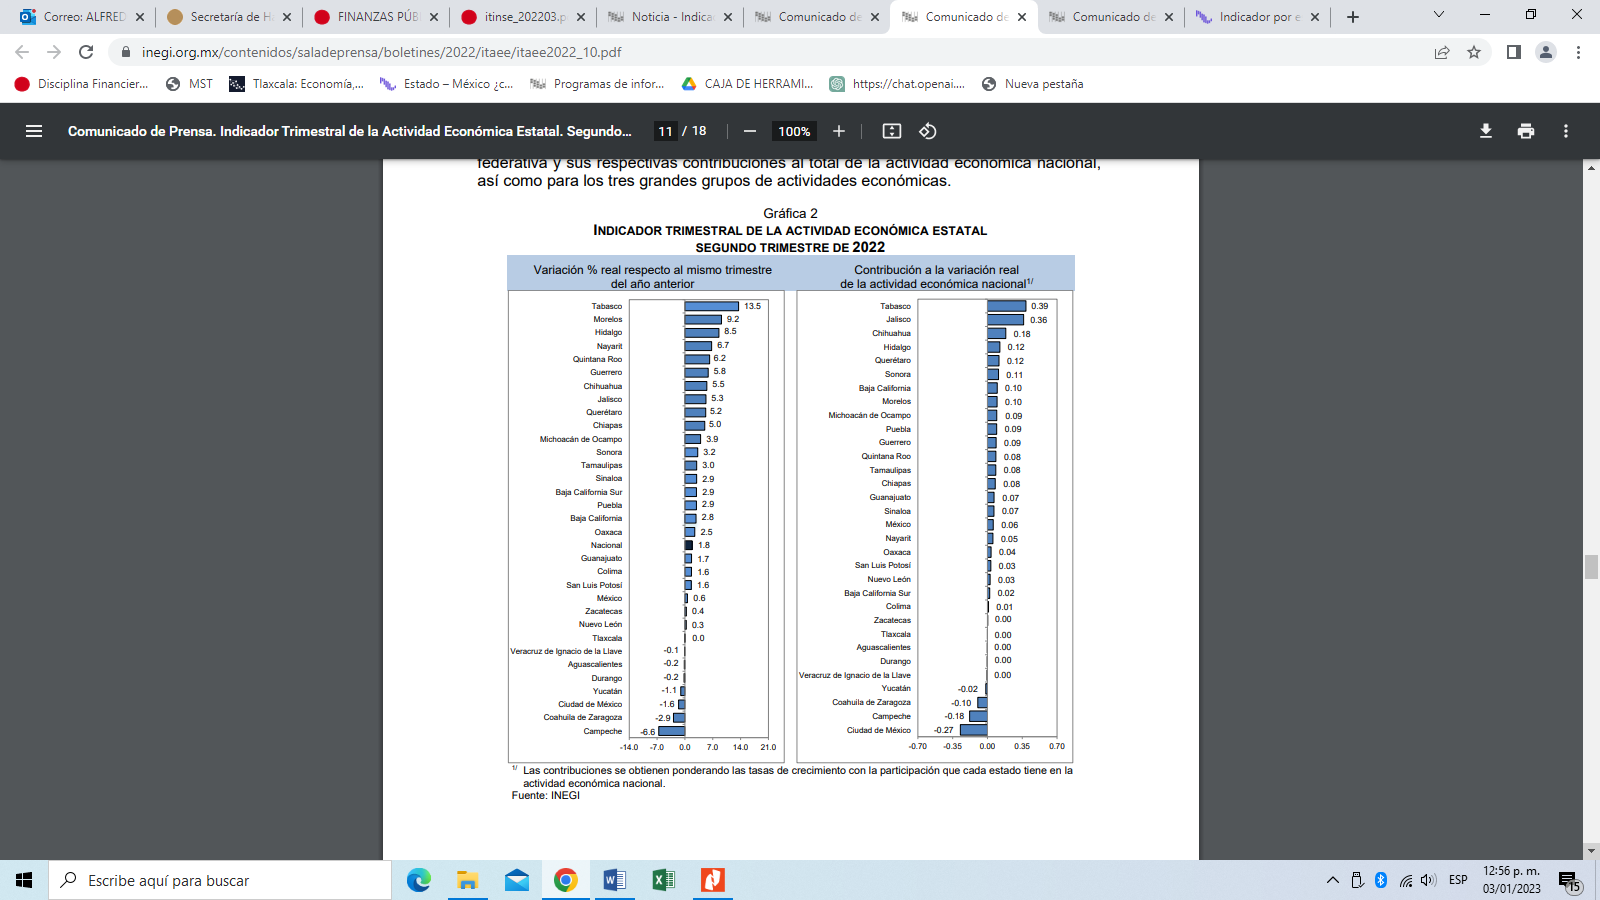 Correo: ALFRED
Secretaría de Ha
FINANZAS PÚB
itinse_202203.p
Noticia - Indica
Comunicado de
Comunicado de
Comunicado de
Indicador por e
inegi.org.mx/contenidos/saladeprensa/boletines/2022/itaee/itaee2022_10.pdf
Disciplina Financier...
MST
Tlaxcala: Economía,...
Estado – México ¿c...
Programas de infor...
CAJA DE HERRAMI...
https://chat.openai....
Nueva pestaña
Comunicado de Prensa. Indicador Trimestral de la Actividad Económica Estatal. Segundo...
11 / 18
100%
federativa y sus respectivas contribuciones al total de la actividad económica nacional,
así como para los tres grandes grupos de actividades económicas.
Gráfica 2
INDICADOR TRIMESTRAL DE LA ACTIVIDAD ECONÓMICA ESTATAL
SEGUNDO TRIMESTRE DE 2022
Variación % real respecto al mismo trimestre
del año anterior
Tabasco 13.5
Morelos 9.2
Hidalgo 8.5
Nayarit 6.7
Quintana Roo 6.2
Guerrero 5.8
Chihuahua 5.5
Jalisco 5.3
Querétaro 5.2
Chiapas 5.0
Michoacán de Ocampo 3.9
Sonora 3.2
Tamaulipas 3.0
Sinaloa 2.9
Baja California Sur 2.9
Puebla 2.9
Baja California 2.8
Oaxaca 2.5
Nacional 1.8
Guanajuato 1.7
Colima 1.6
San Luis Potosí 1.6
México 0.6
Zacatecas 0.4
Nuevo León 0.3
Tlaxcala 0.0
Veracruz de Ignacio de la Llave -0.1
Aguascalientes -0.2
Durango -0.2
Yucatán -1.1
Ciudad de México -1.6
Coahuila de Zaragoza -2.9
Campeche -6.6
-14.0 -7.0 0.0 7.0 14.0 21.0
Contribución a la variación real
de la actividad económica nacional1/
Tabasco 0.39
Jalisco 0.36
Chihuahua 0.18
Hidalgo 0.12
Querétaro 0.12
Sonora 0.11
Baja California 0.10
Morelos 0.10
Michoacán de Ocampo 0.09
Puebla 0.09
Guerrero 0.09
Quintana Roo 0.08
Tamaulipas 0.08
Chiapas 0.08
Guanajuato 0.07
Sinaloa 0.07
México 0.06
Nayarit 0.05
Oaxaca 0.04
San Luis Potosí 0.03
Nuevo León 0.03
Baja California Sur 0.02
Colima 0.01
Zacatecas 0.00
Tlaxcala 0.00
Aguascalientes 0.00
Durango 0.00
Veracruz de Ignacio de la Llave 0.00
Yucatán -0.02
Coahuila de Zaragoza -0.10
Campeche -0.18
Ciudad de México -0.27
-0.70 -0.35 0.00 0.35 0.70
1/ Las contribuciones se obtienen ponderando las tasas de crecimiento con la participación que cada estado tiene en la
actividad económica nacional.
Fuente: INEGI
Escribe aquí para buscar
ESP
12:56 p. m.
03/01/2023
15